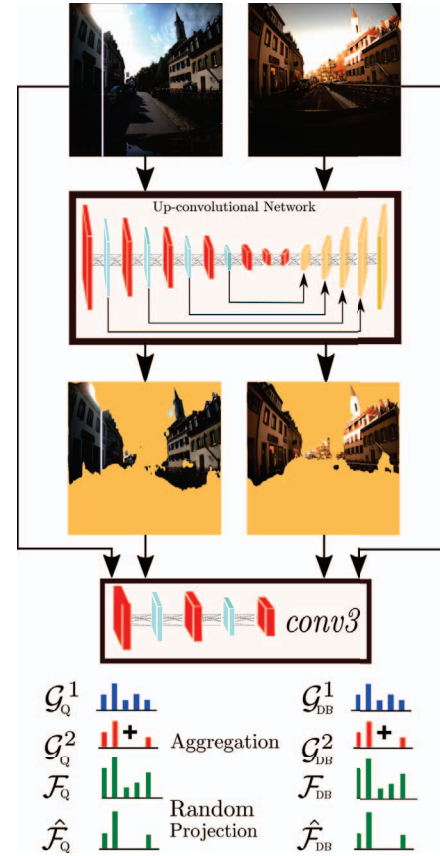 Up-convolutional Network
conv3
𝒢_Q^1 𝒢_DB^1
𝒢_Q^2 + Aggregation 𝒢_DB^2 +
ℱ_Q ℱ_DB
Random
Projection
ℱ̂_Q ℱ̂_DB